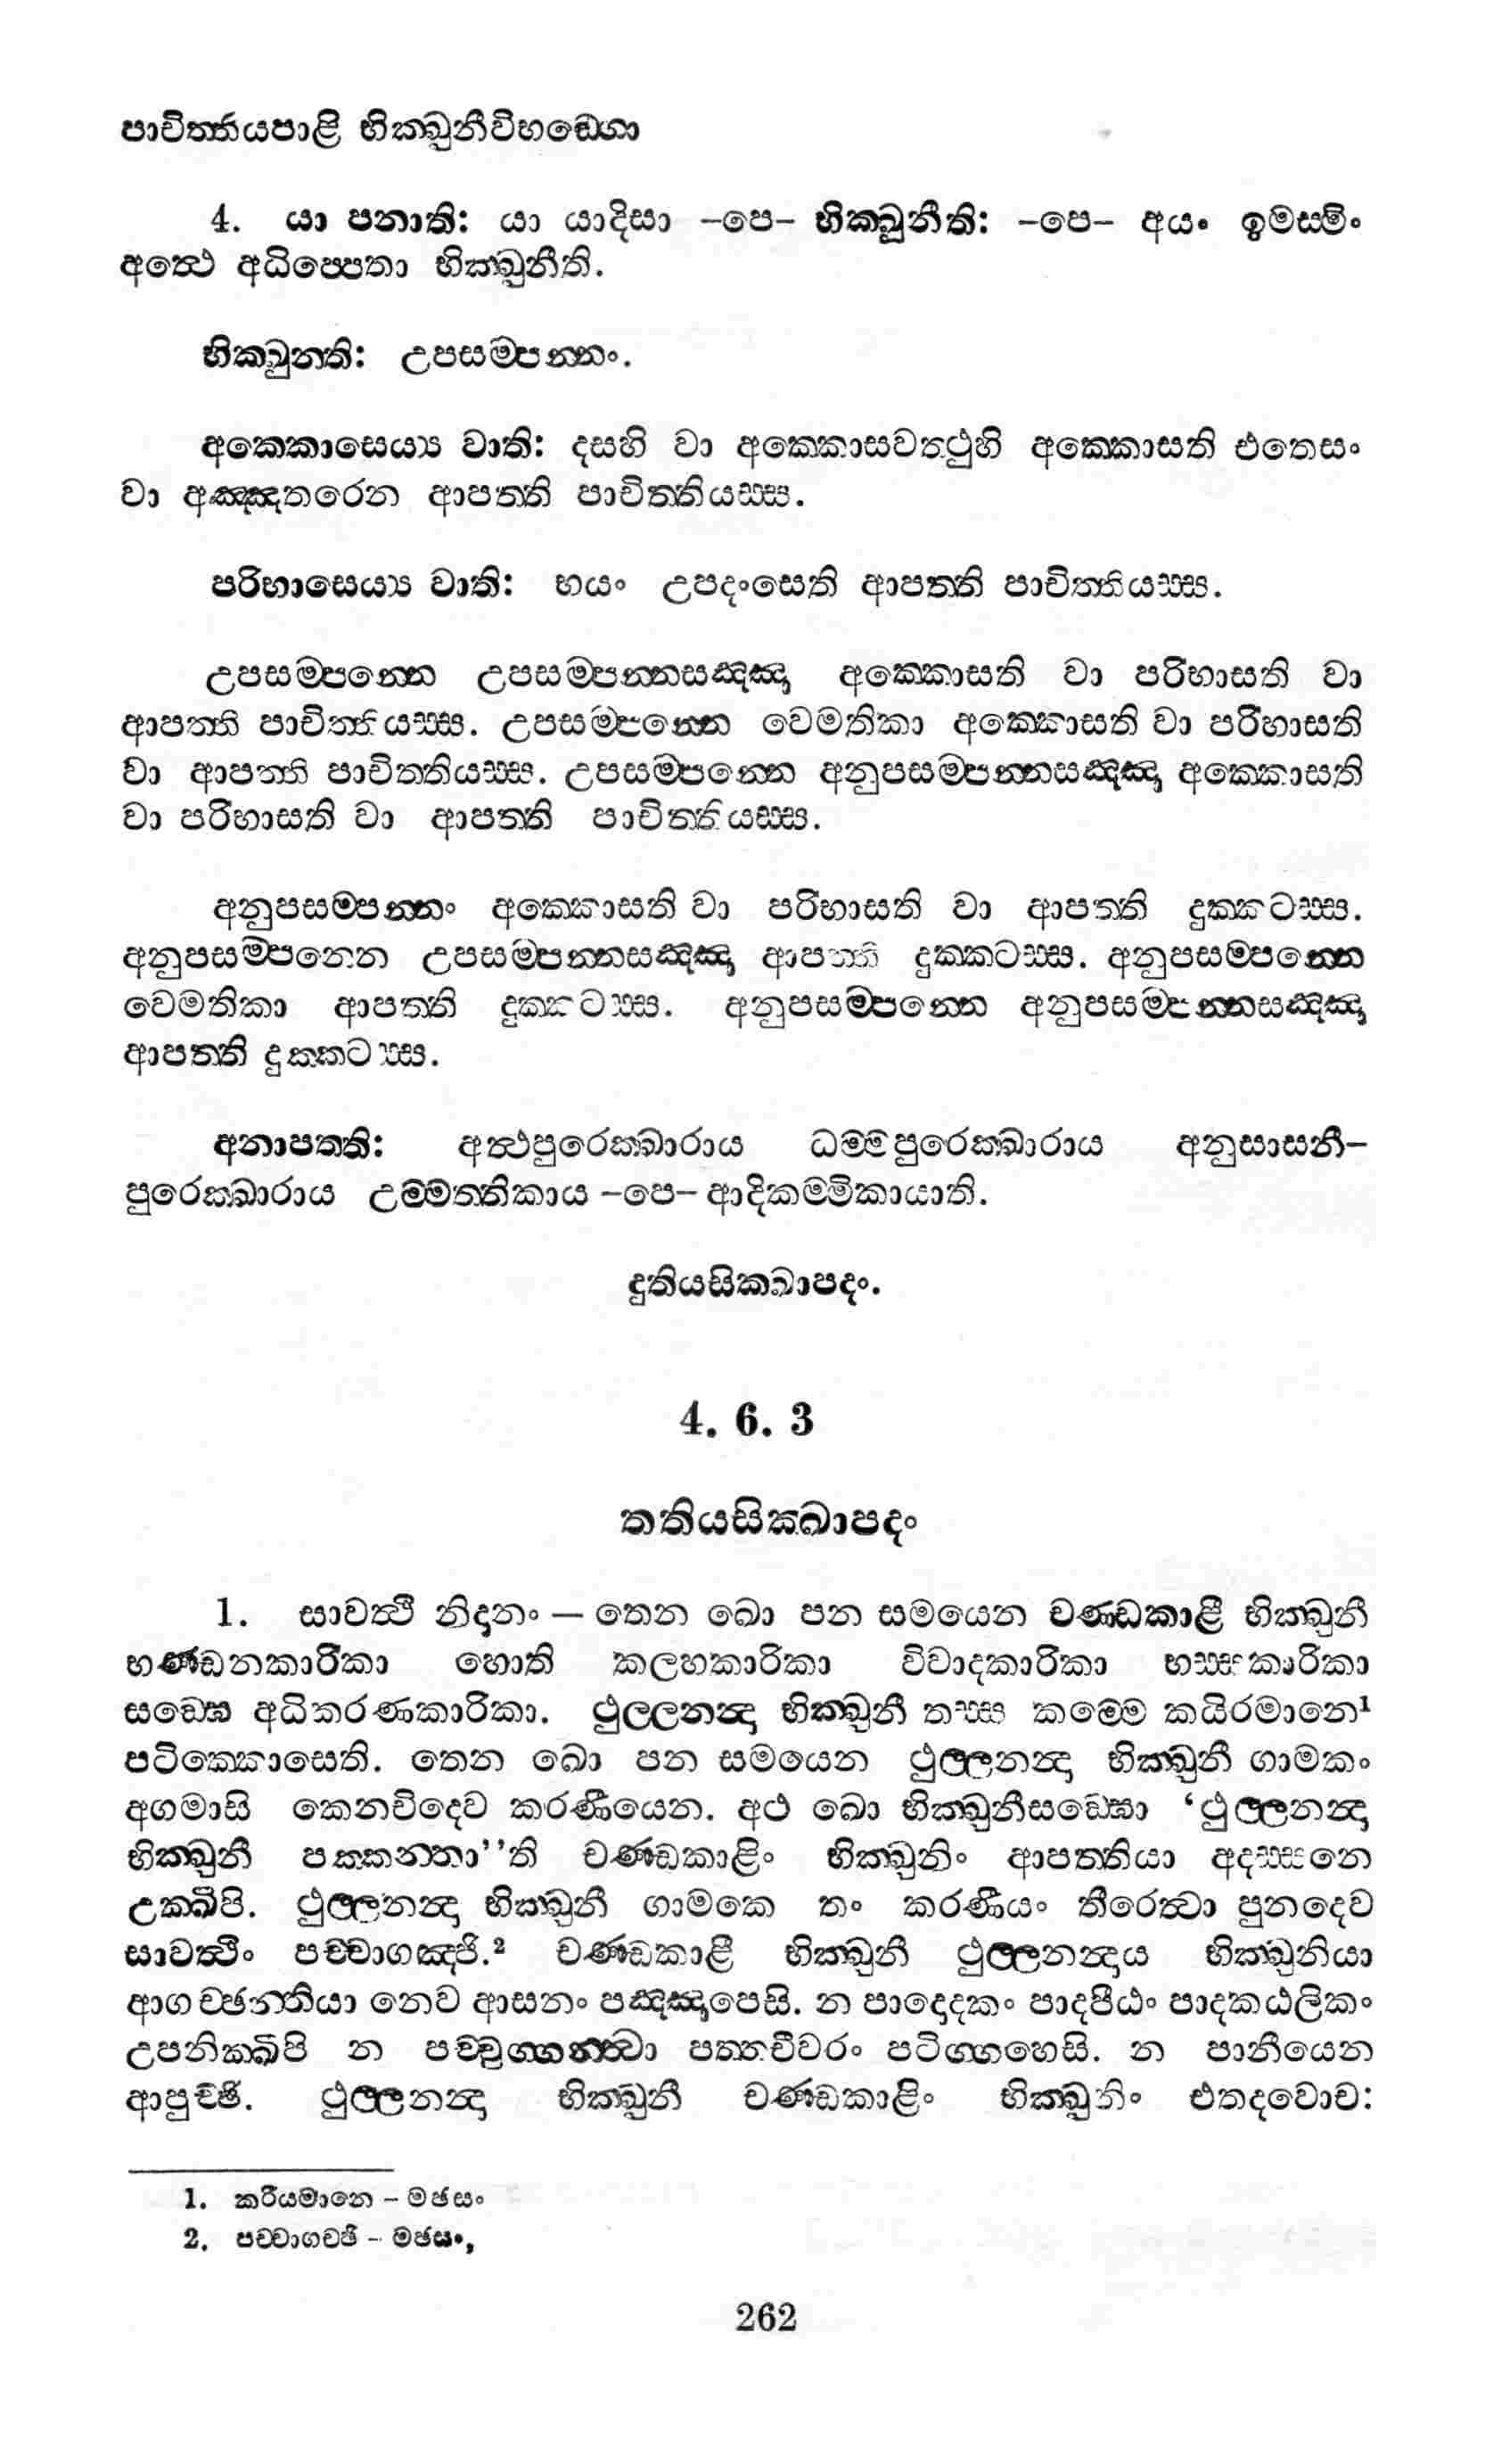 පාචිත්තියපාළි භික්ඛුනීවිභඞ්ගො
4. යා පනාති: යා යාදිසා –පෙ– භික්ඛූනීති: –පෙ– අයං ඉමස්මිං
අත්ථෙ අධිප්පෙතා භික්ඛුනීති.
භික්ඛුන්ති: උපසම්පන්නං.
අක්කොසෙය්‍ය වාති: දසහි වා අක්කොසවත්ථුහි අක්කොසති එතෙසං
වා අඤ්ඤතරෙන ආපත්ති පාචිත්තියස්ස.
පරිභාසෙය්‍ය වාති: භයං උපදංසෙති ආපත්ති පාචිත්තියස්ස.
උපසම්පන්නෙ උපසම්පන්නසඤ්ඤා අක්කොසති වා පරිභාසති වා
ආපත්ති පාචිත්තියස්ස. උපසම්පන්නෙ වෙමතිකා අක්කොසති වා පරිභාසති
වා ආපත්ති පාචිත්තියස්ස. උපසම්පන්නෙ අනුපසම්පන්නසඤ්ඤා අක්කොසති
වා පරිභාසති වා ආපත්ති පාචිත්තියස්ස.
අනුපසම්පන්නං අක්කොසති වා පරිභාසති වා ආපත්ති දුක්කටස්ස.
අනුපසම්පනෙන උපසම්පන්නසඤ්ඤා ආපත්ති දුක්කටස්ස. අනුපසම්පන්නෙ
වෙමතිකා ආපත්ති දුක්කටස්ස. අනුපසම්පන්නෙ අනුපසම්පන්නසඤ්ඤා
ආපත්ති දුක්කටස්ස.
අනාපත්ති: අත්ථපුරෙක්ඛාරාය ධම්මපුරෙක්ඛාරාය අනුසාසනී–
පුරෙක්ඛාරාය උම්මත්තිකාය –පෙ– ආදිකම්මිකායාති.
දුතියසික්ඛාපදං.
4. 6. 3
තතියසික්ඛාපදං
1. සාවත්ථි නිදානං — තෙන ඛො පන සමයෙන චණ්ඩකාළී භික්ඛුනී
භණ්ඩනකාරිකා හොති කලහකාරිකා විවාදකාරිකා භස්සකාරිකා
සඞ්ඝෙ අධිකරණකාරිකා. ථුල්ලනන්දා භික්ඛුනී තස්ස කම්මෙ කයිරමානෙ¹
පටික්කොසෙති. තෙන ඛො පන සමයෙන ථුල්ලනන්දා භික්ඛුනී ගාමකං
අගමාසි කෙනචිදෙව කරණීයෙන. අථ ඛො භික්ඛුනීසඞ්ඝො ‘ථුල්ලනන්දා
භික්ඛුනී පක්කන්තා’’ති චණ්ඩකාළිං භික්ඛුනිං ආපත්තියා අදස්සනෙ
උක්ඛිපි. ථුල්ලනන්දා භික්ඛුනී ගාමකෙ තං කරණීයං තීරෙත්වා පුනදෙව
සාවත්ථිං පච්චාගඤ්ජි.² චණ්ඩකාළී භික්ඛුනී ථුල්ලනන්දාය භික්ඛුනියා
ආගච්ඡන්තියා නෙව ආසනං පඤ්ඤාපෙසි. න පාදොදකං පාදපීඨං පාදකඨලිකං
උපනික්ඛිපි න පච්චුග්ගන්ත්වා පත්තචීවරං පටිග්ගහෙසි. න පානීයෙන
ආපුච්ඡි. ථුල්ලනන්දා භික්ඛුනී චණ්ඩකාළිං භික්ඛුනිං එතදවොච:
1. කරීයමානෙ – මඡසං
2. පච්චාගච්ඡි – මඡසං,
262